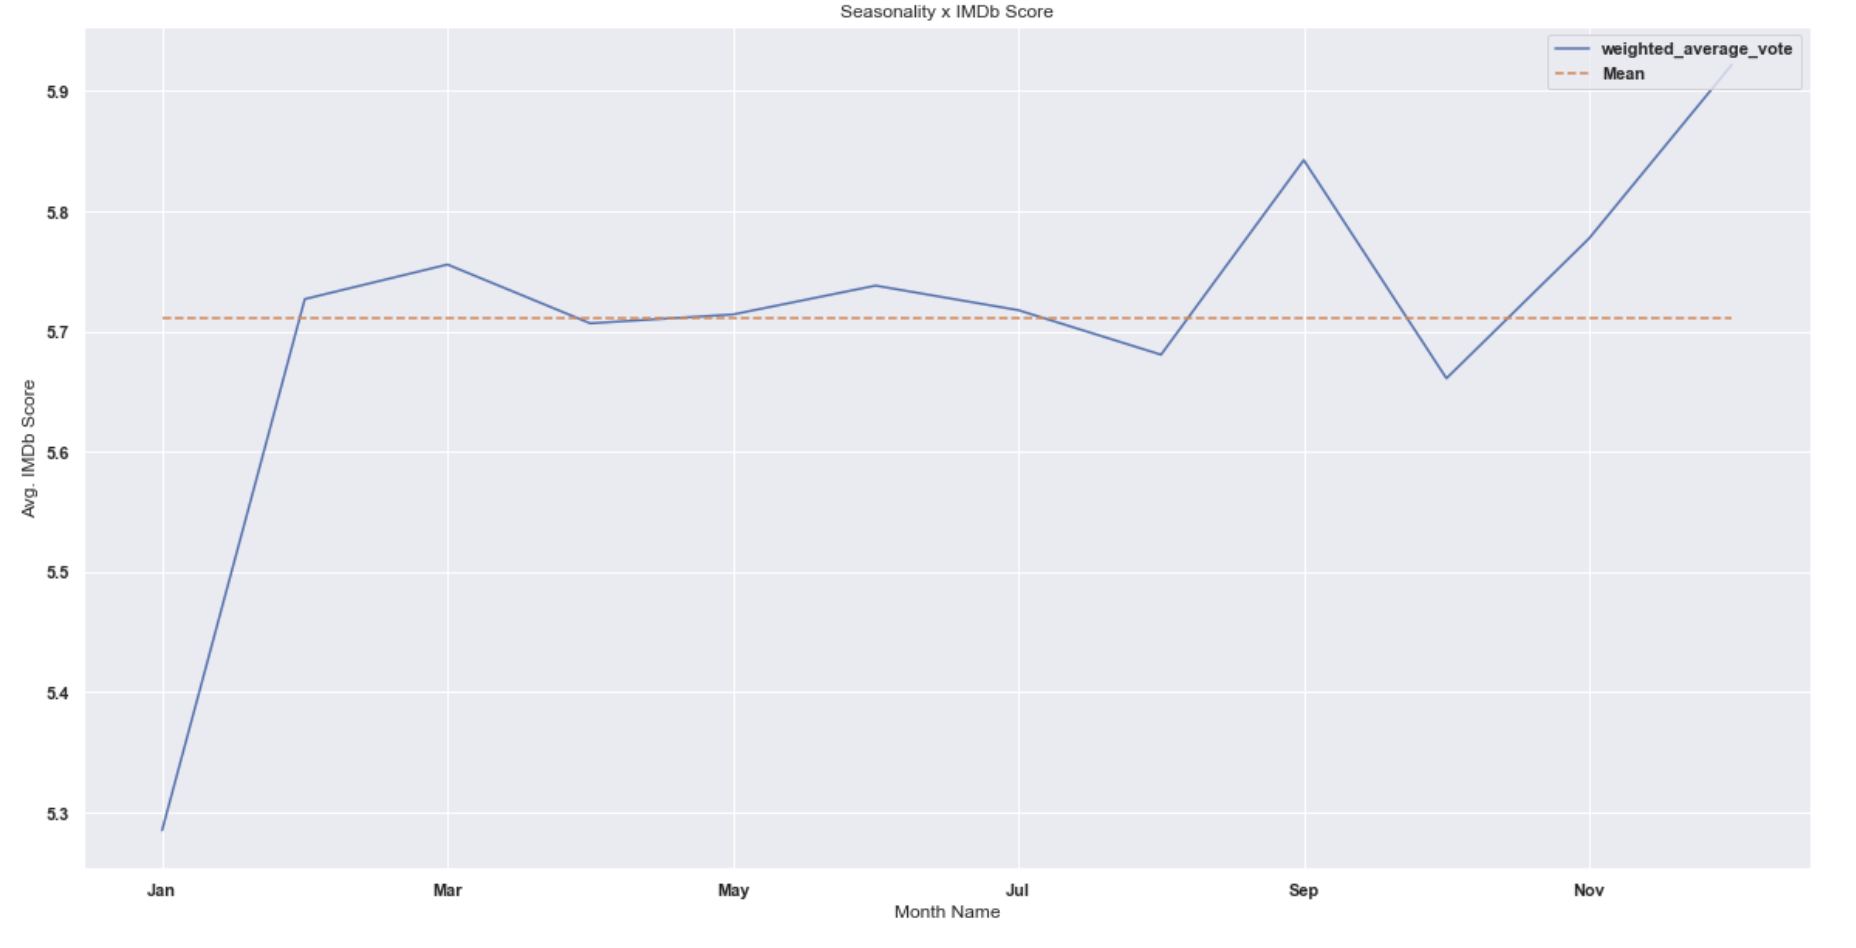 Seasonality x IMDb Score
weighted_average_vote
Mean
5.9
5.8
5.7
5.6
5.5
5.4
5.3
Avg. IMDb Score
Jan Mar May Jul Sep Nov
Month Name